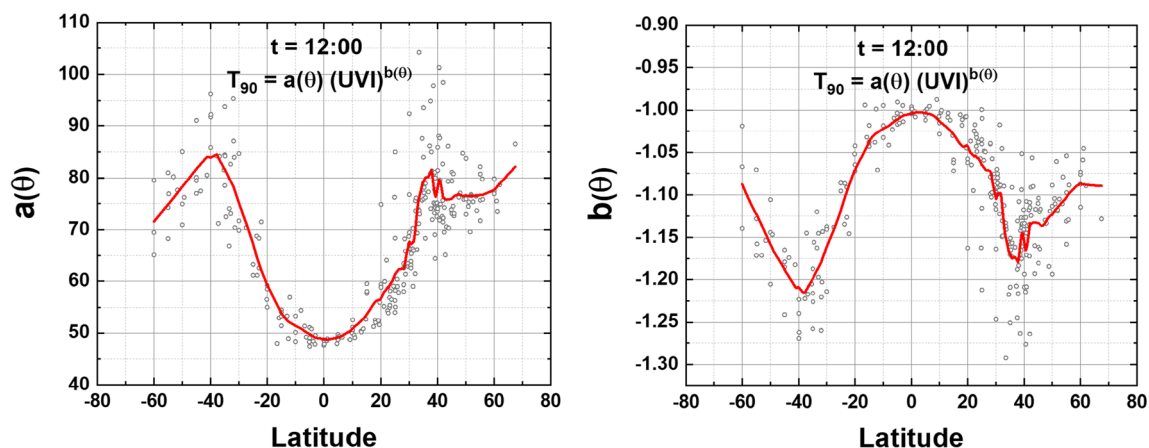 t = 12:00
T90 = a(θ) (UVI)b(θ)
a(θ)
110
100
90
80
70
60
50
40
-80 -60 -40 -20 0 20 40 60 80
Latitude
t = 12:00
T90 = a(θ) (UVI)b(θ)
b(θ)
-0.90
-0.95
-1.00
-1.05
-1.10
-1.15
-1.20
-1.25
-1.30
-80 -60 -40 -20 0 20 40 60 80
Latitude